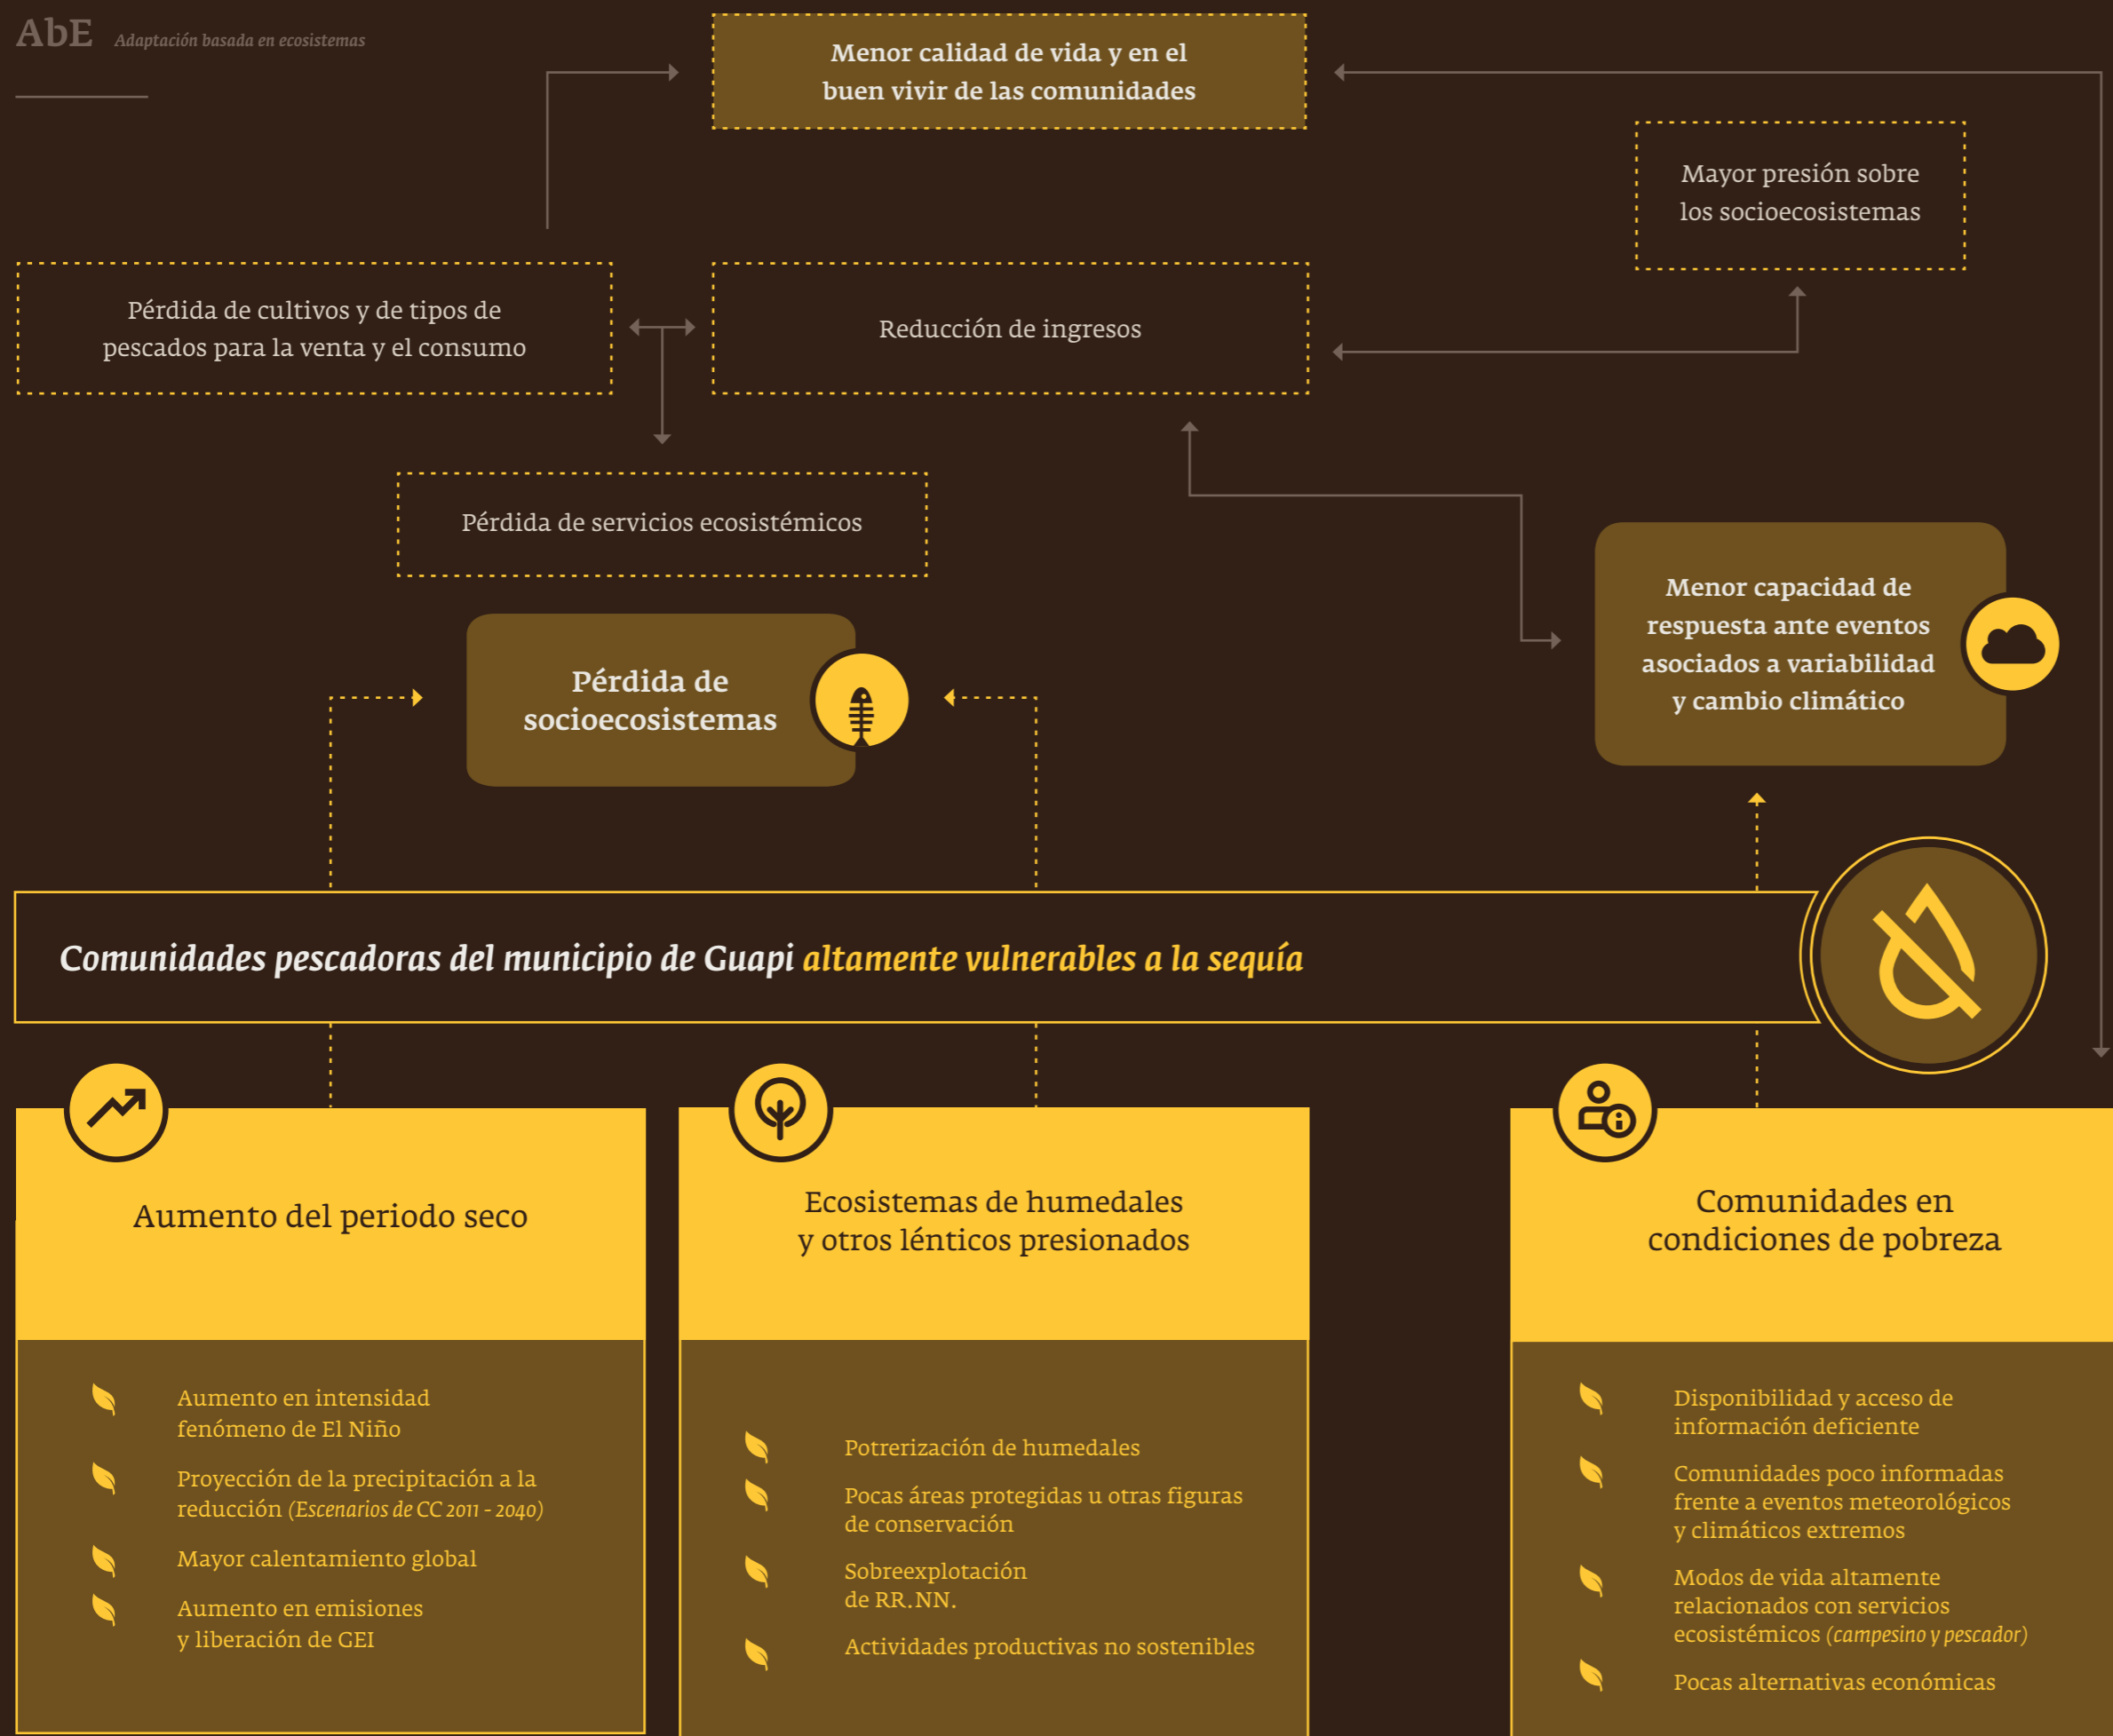 AbE Adaptación basada en ecosistemas
Menor calidad de vida y en el
buen vivir de las comunidades
Mayor presión sobre
los socioecosistemas
Pérdida de cultivos y de tipos de
pescados para la venta y el consumo
Reducción de ingresos
Pérdida de servicios ecosistémicos
Pérdida de
socioecosistemas
Menor capacidad de
respuesta ante eventos
asociados a variabilidad
y cambio climático
Comunidades pescadoras del municipio de Guapi altamente vulnerables a la sequía
Aumento del periodo seco
Aumento en intensidad
fenómeno de El Niño
Proyección de la precipitación a la
reducción (Escenarios de CC 2011 - 2040)
Mayor calentamiento global
Aumento en emisiones
y liberación de GEI
Ecosistemas de humedales
y otros lénticos presionados
Potrerización de humedales
Pocas áreas protegidas u otras figuras
de conservación
Sobreexplotación
de RR.NN.
Actividades productivas no sostenibles
Comunidades en
condiciones de pobreza
Disponibilidad y acceso de
información deficiente
Comunidades poco informadas
frente a eventos meteorológicos
y climáticos extremos
Modos de vida altamente
relacionados con servicios
ecosistémicos (campesino y pescador)
Pocas alternativas económicas